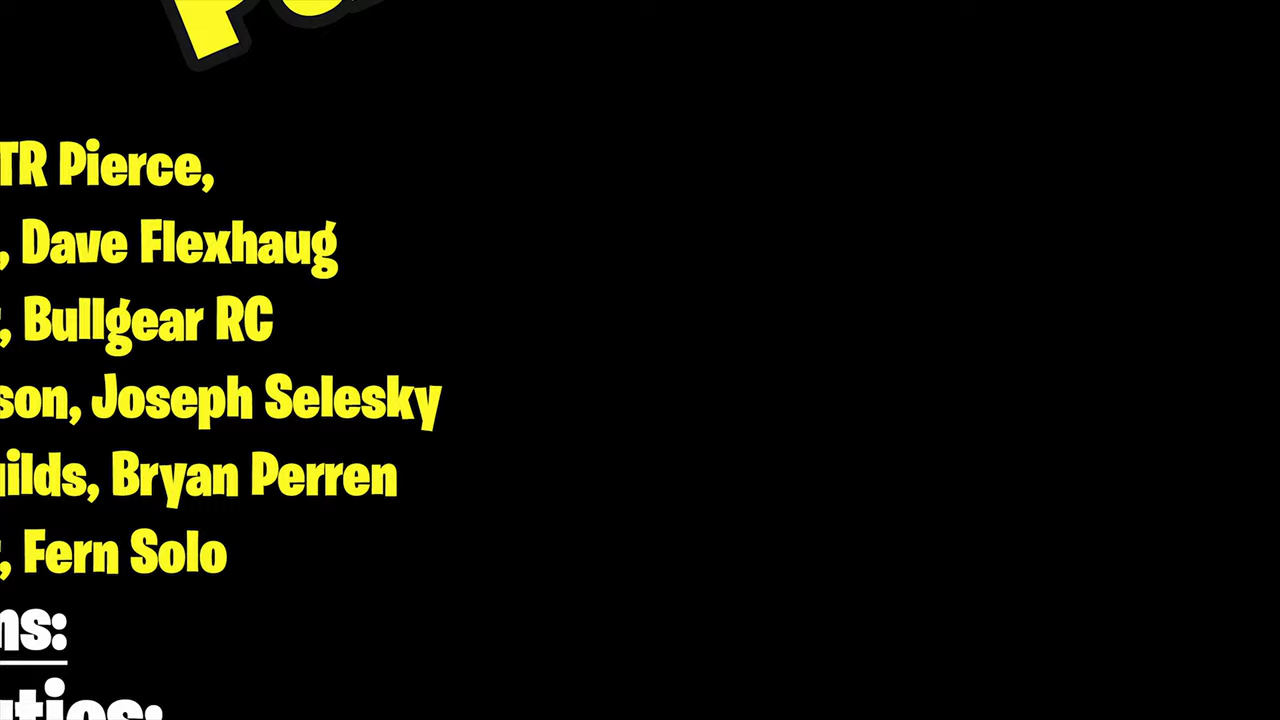 TR Pierce,
, Dave Flexhaug
, Bullgear RC
son, Joseph Selesky
uilds, Bryan Perren
, Fern Solo
ns: